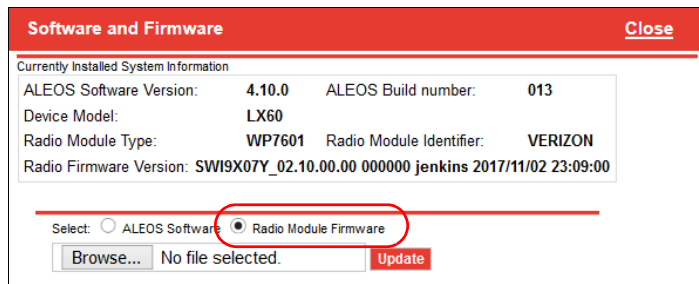 Software and Firmware Close
Currently Installed System Information
ALEOS Software Version: 4.10.0 ALEOS Build number: 013
Device Model: LX60
Radio Module Type: WP7601 Radio Module Identifier: VERIZON
Radio Firmware Version: SWI9X07Y_02.10.00.00 000000 jenkins 2017/11/02 23:09:00
Select: ALEOS Software Radio Module Firmware
Browse... No file selected. Update